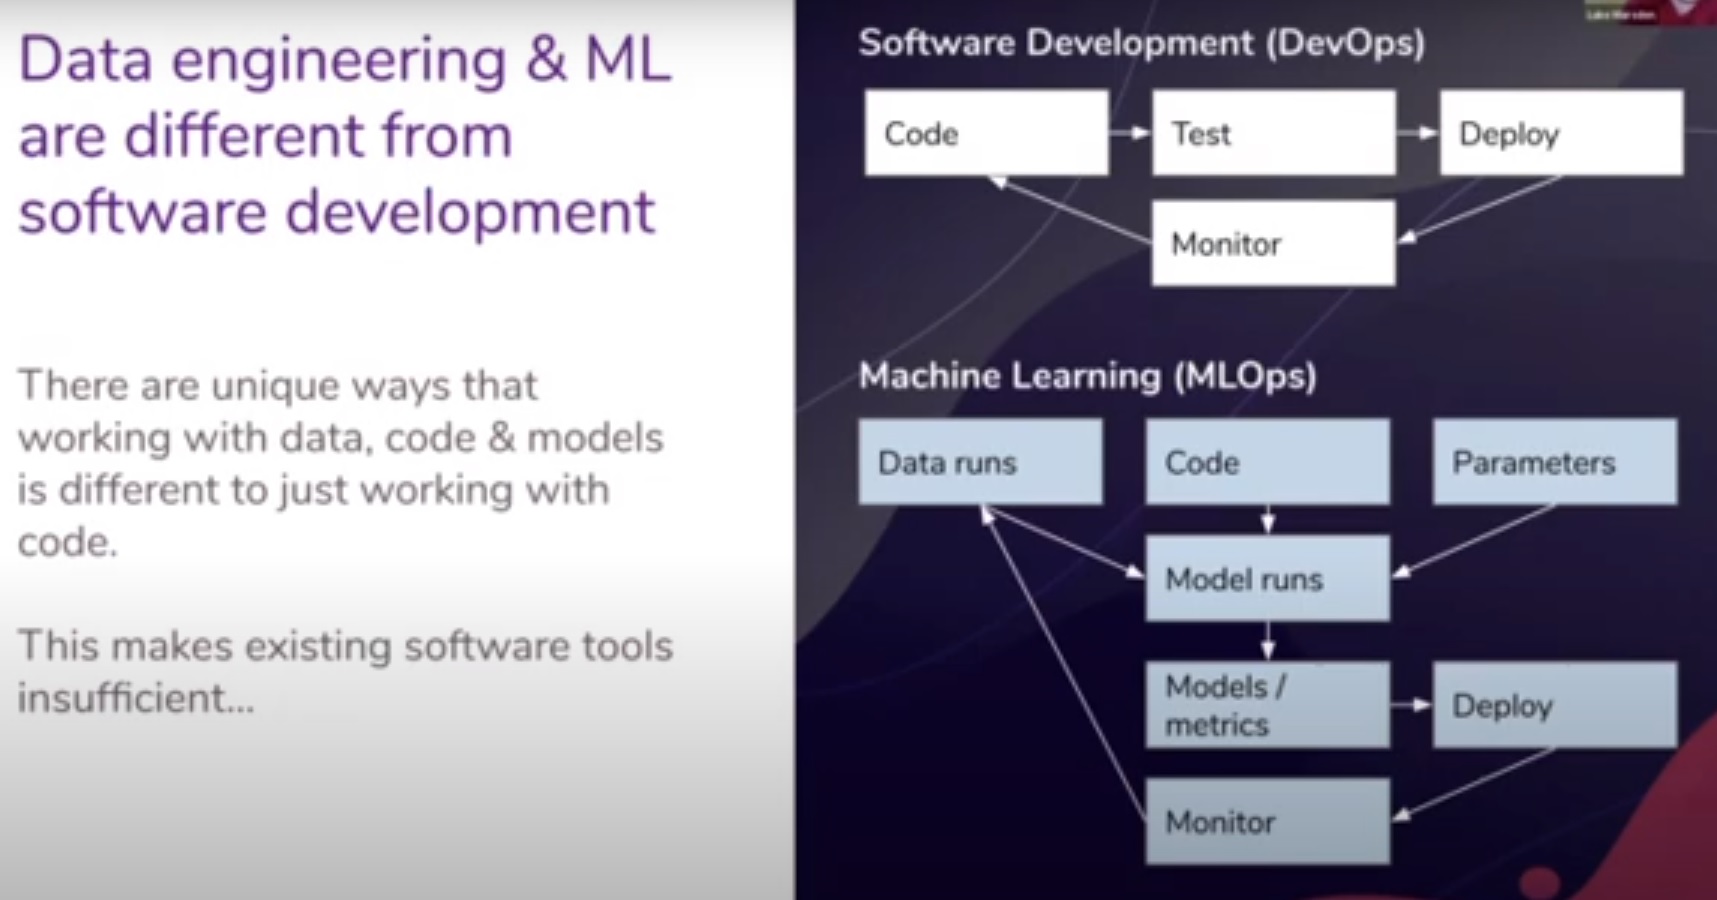 Data engineering & ML
are different from
software development
There are unique ways that
working with data, code & models
is different to just working with
code.
This makes existing software tools
insufficient...
Software Development (DevOps)
Code
Test
Deploy
Monitor
Machine Learning (MLOps)
Data runs
Code
Parameters
Model runs
Models /
metrics
Deploy
Monitor